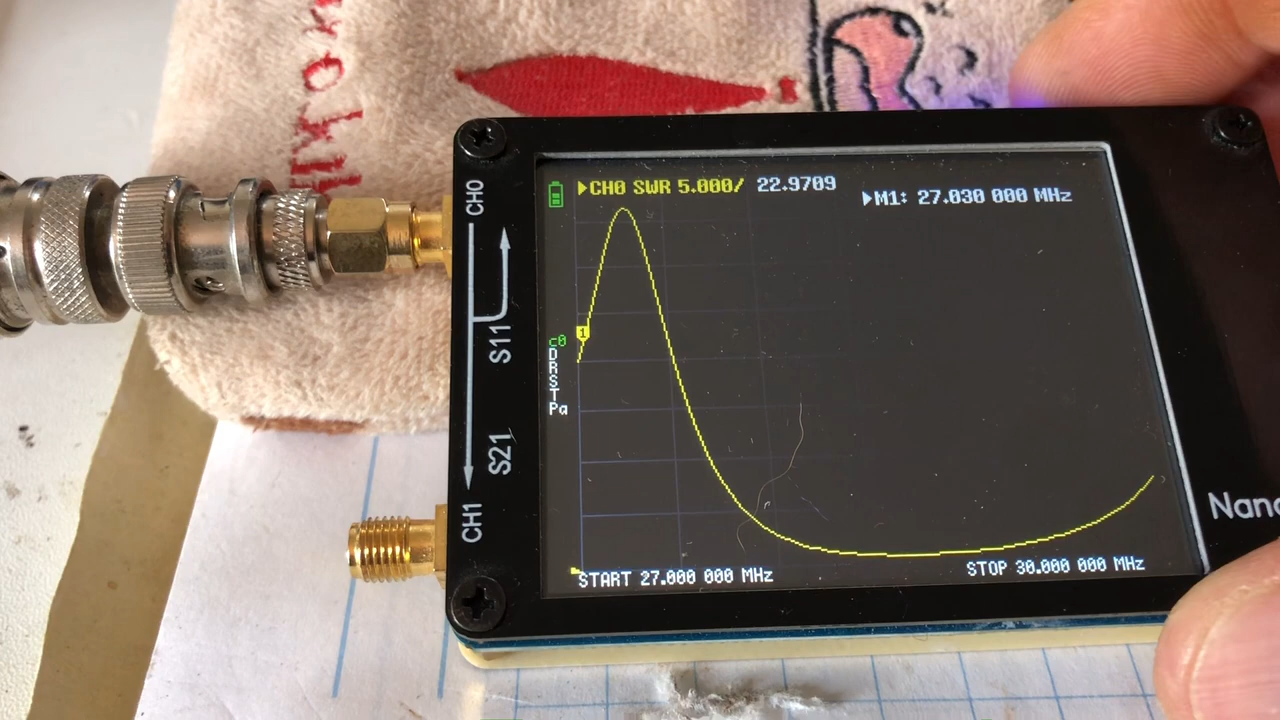 CH0 SWR 5.000/ 22.9709
M1: 27.030 000 MHz
1
c0
D
R
S
T
Pa
START 27.000 000 MHz
STOP 30.000 000 MHz
CH0
S11
S21
CH1